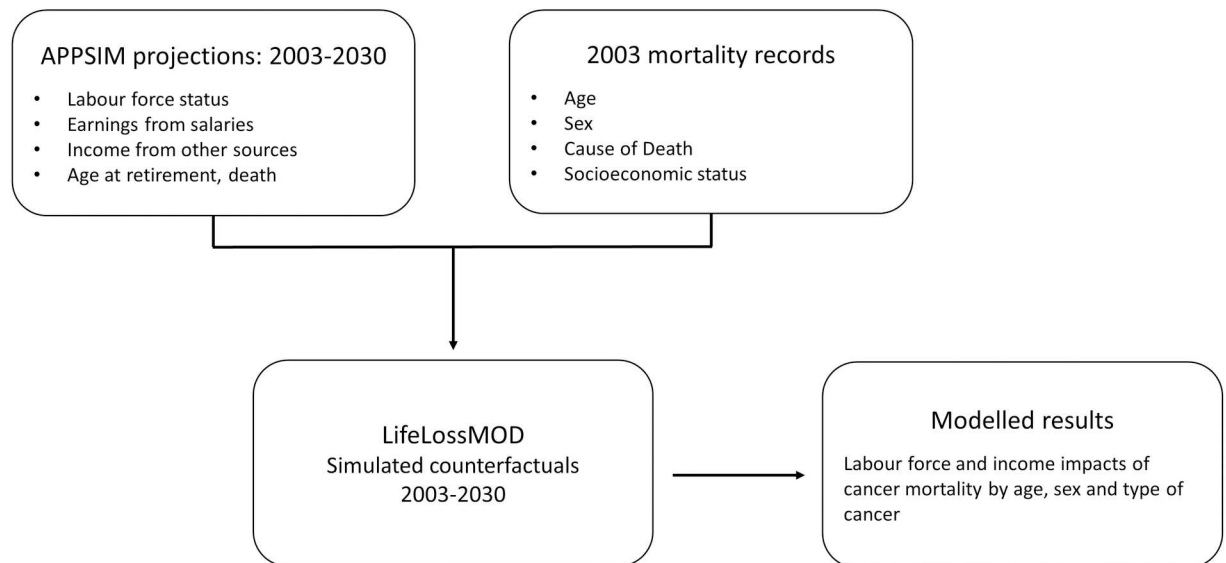 APPSIM projections: 2003-2030
• Labour force status
• Earnings from salaries
• Income from other sources
• Age at retirement, death
2003 mortality records
• Age
• Sex
• Cause of Death
• Socioeconomic status
LifeLossMOD
Simulated counterfactuals
2003-2030
Modelled results
Labour force and income impacts of
cancer mortality by age, sex and type of
cancer